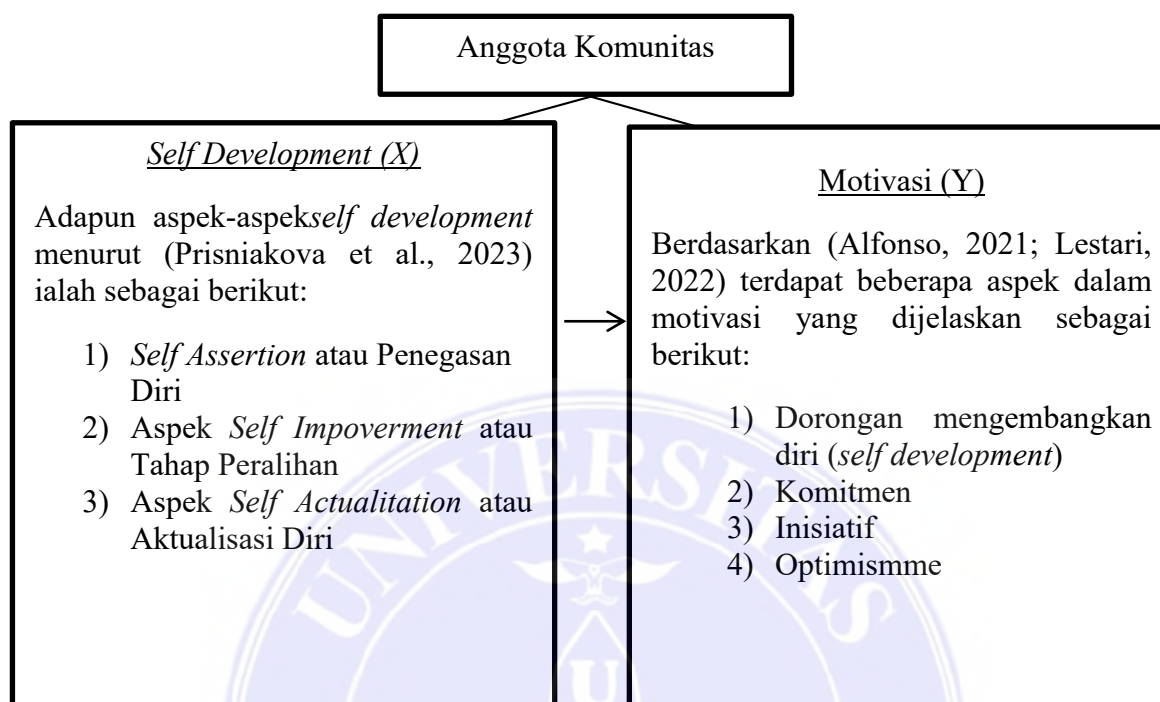 Anggota Komunitas
Self Development (X)
Adapun aspek-aspekself development
menurut (Prisniakova et al., 2023)
ialah sebagai berikut:
1) Self Assertion atau Penegasan
Diri
2) Aspek Self Impoverment atau
Tahap Peralihan
3) Aspek Self Actualitation atau
Aktualisasi Diri
Motivasi (Y)
Berdasarkan (Alfonso, 2021; Lestari,
2022) terdapat beberapa aspek dalam
motivasi yang dijelaskan sebagai
berikut:
1) Dorongan mengembangkan
diri (self development)
2) Komitmen
3) Inisiatif
4) Optimismme
UNIVERSITAS
U